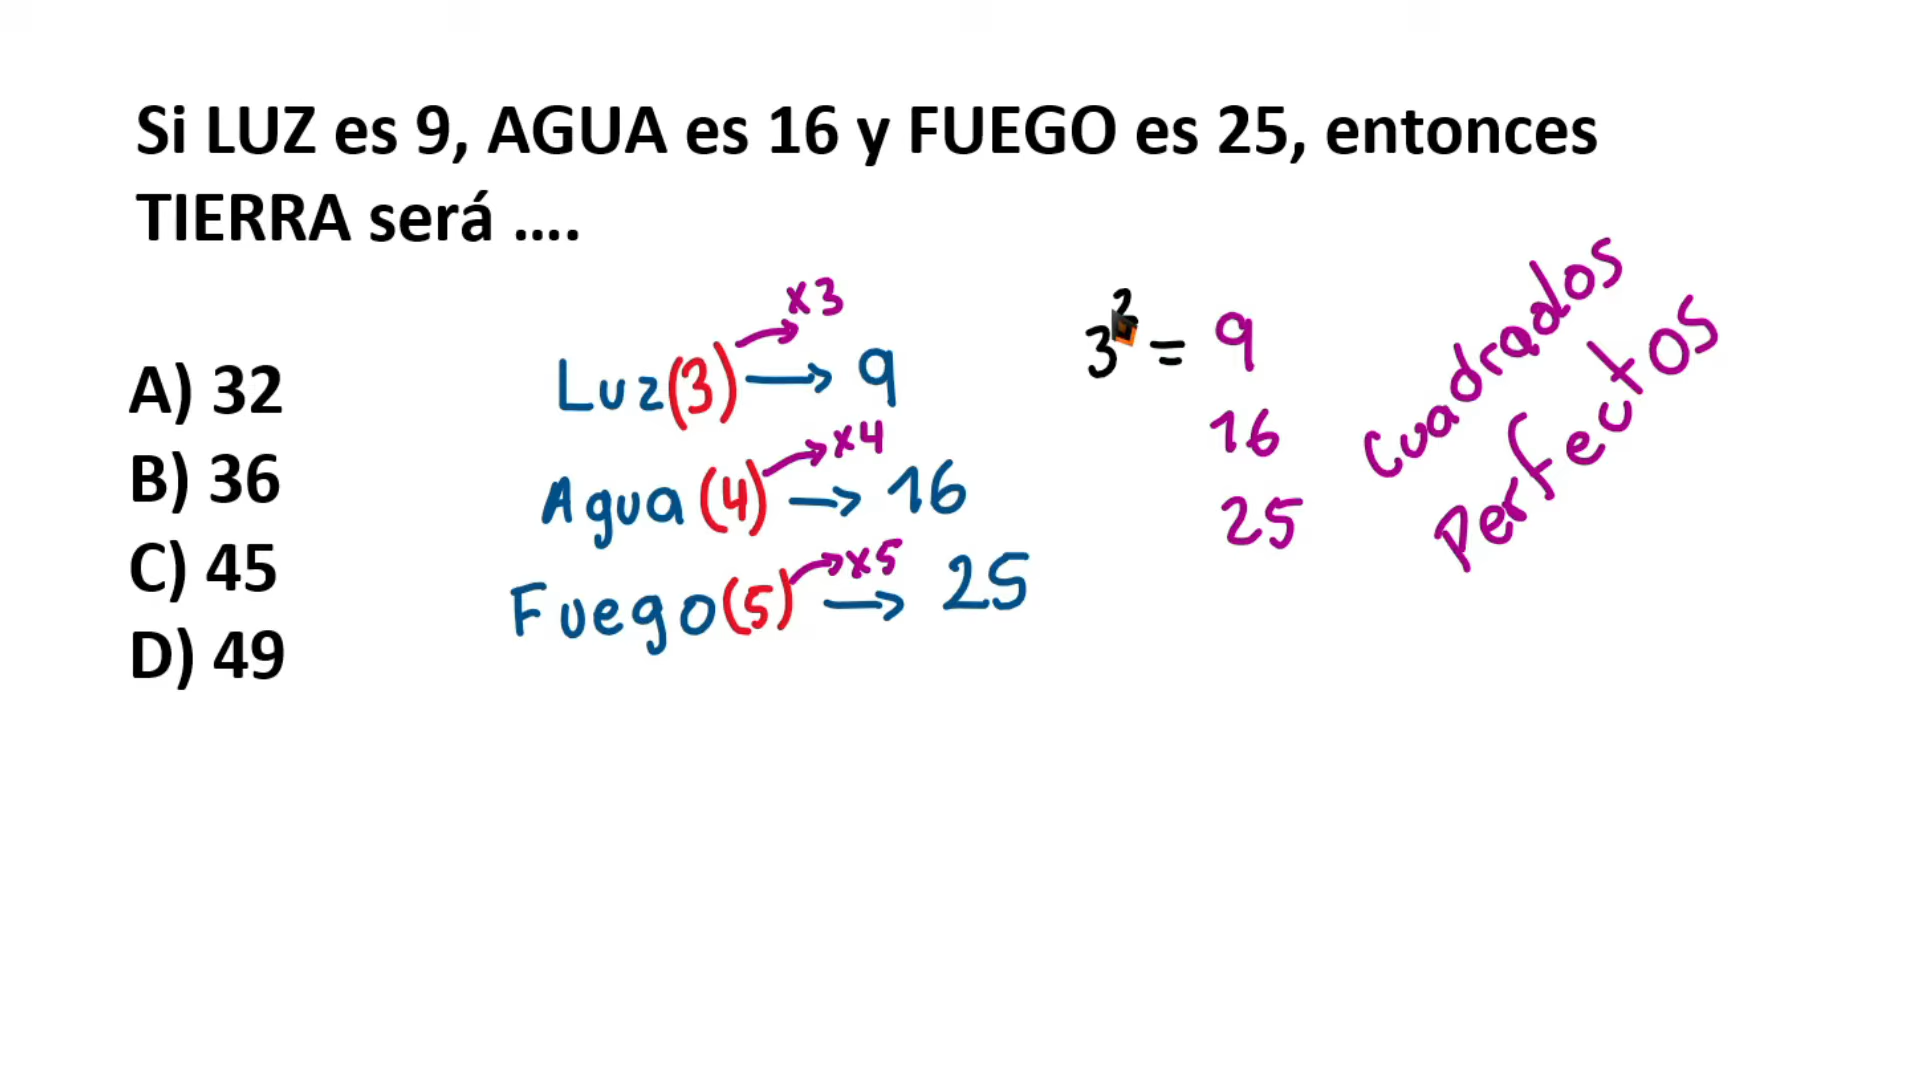 Si LUZ es 9, AGUA es 16 y FUEGO es 25, entonces
TIERRA será ....
A) 32
B) 36
C) 45
D) 49
x3
Luz(3) → 9
x4
Agua (4) → 16
x5
Fuego(5) → 25
3² = 9
16
25
Cuadrados
Perfectos